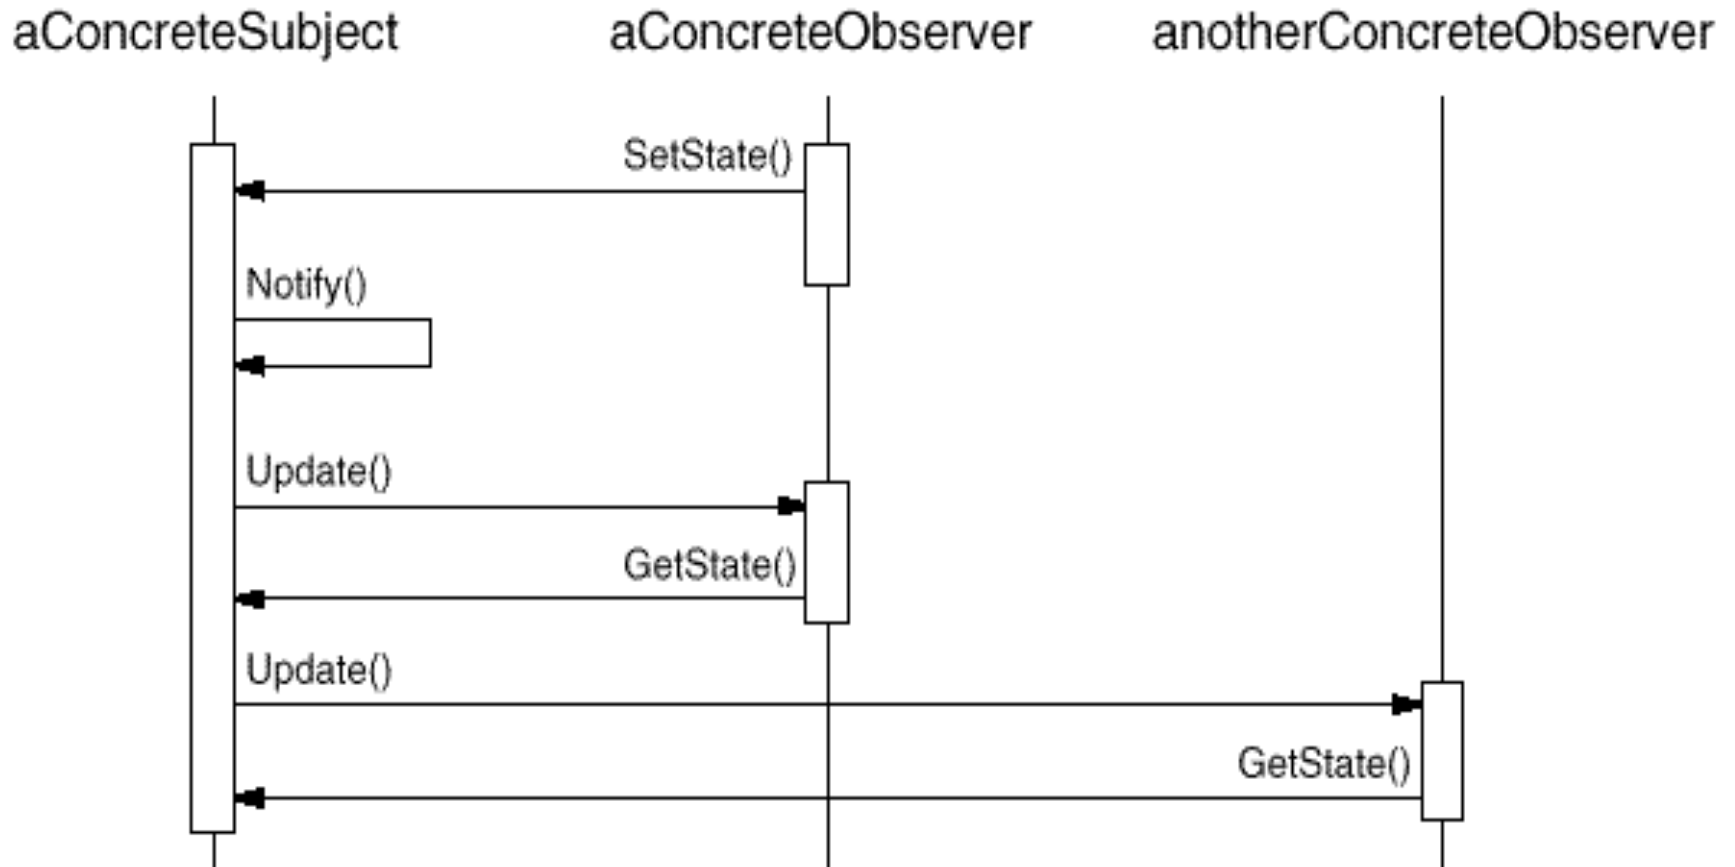 aConcreteSubject aConcreteObserver anotherConcreteObserver
SetState()
Notify()
Update()
GetState()
Update()
GetState()